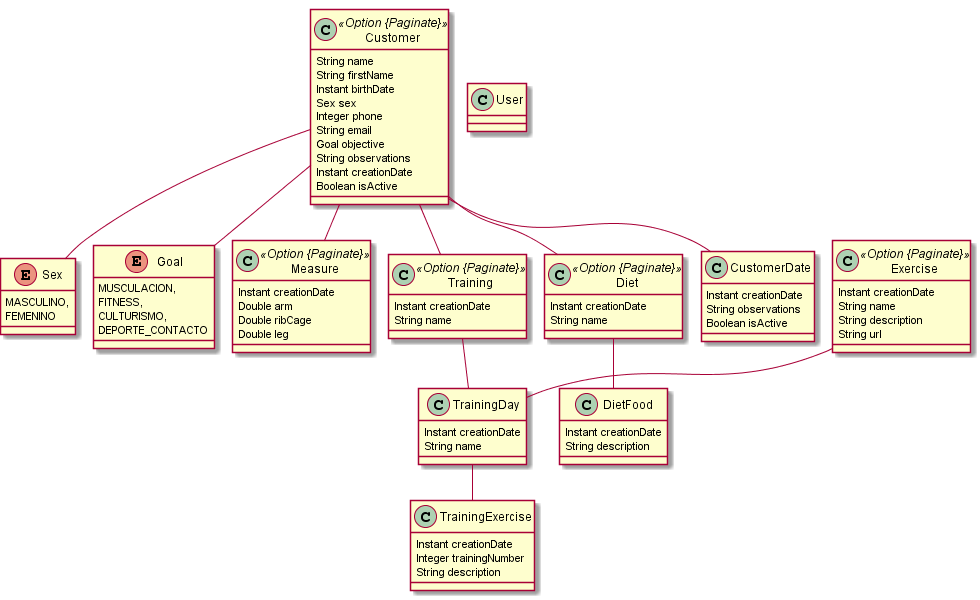 C «Option {Paginate}»
Customer
String name
String firstName
Instant birthDate
Sex sex
Integer phone
String email
Goal objective
String observations
Instant creationDate
Boolean isActive
C User
E Sex
MASCULINO,
FEMENINO
E Goal
MUSCULACION,
FITNESS,
CULTURISMO,
DEPORTE_CONTACTO
C «Option {Paginate}»
Measure
Instant creationDate
Double arm
Double ribCage
Double leg
C «Option {Paginate}»
Training
Instant creationDate
String name
C «Option {Paginate}»
Diet
Instant creationDate
String name
C CustomerDate
Instant creationDate
String observations
Boolean isActive
C «Option {Paginate}»
Exercise
Instant creationDate
String name
String description
String url
C TrainingDay
Instant creationDate
String name
C DietFood
Instant creationDate
String description
C TrainingExercise
Instant creationDate
Integer trainingNumber
String description